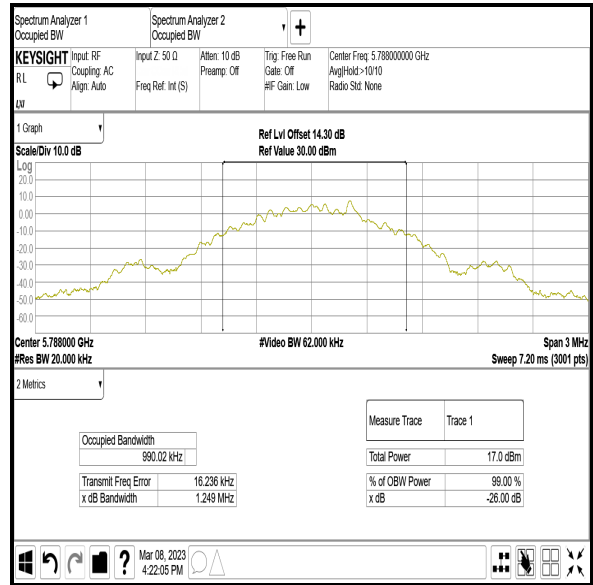 Spectrum Analyzer 1
Occupied BW
Spectrum Analyzer 2
Occupied BW
+
KEYSIGHT
RL
LXI
Input: RF
Coupling: AC
Align: Auto
Input Z: 50 Ω
Freq Ref: Int (S)
Atten: 10 dB
Preamp: Off
Trig: Free Run
Gate: Off
#IF Gain: Low
Center Freq: 5.788000000 GHz
Avg|Hold:>10/10
Radio Std: None
1 Graph
Scale/Div 10.0 dB
Ref Lvl Offset 14.30 dB
Ref Value 30.00 dBm
Log
20.0
10.0
0.00
-10.0
-20.0
-30.0
-40.0
-50.0
-60.0
Center 5.788000 GHz
#Video BW 62.000 kHz
Span 3 MHz
#Res BW 20.000 kHz
Sweep 7.20 ms (3001 pts)
2 Metrics
Occupied Bandwidth
990.02 kHz
Transmit Freq Error 16.236 kHz
x dB Bandwidth 1.249 MHz
Measure Trace Trace 1
Total Power 17.0 dBm
% of OBW Power 99.00 %
x dB -26.00 dB
?
Mar 08, 2023
4:22:05 PM